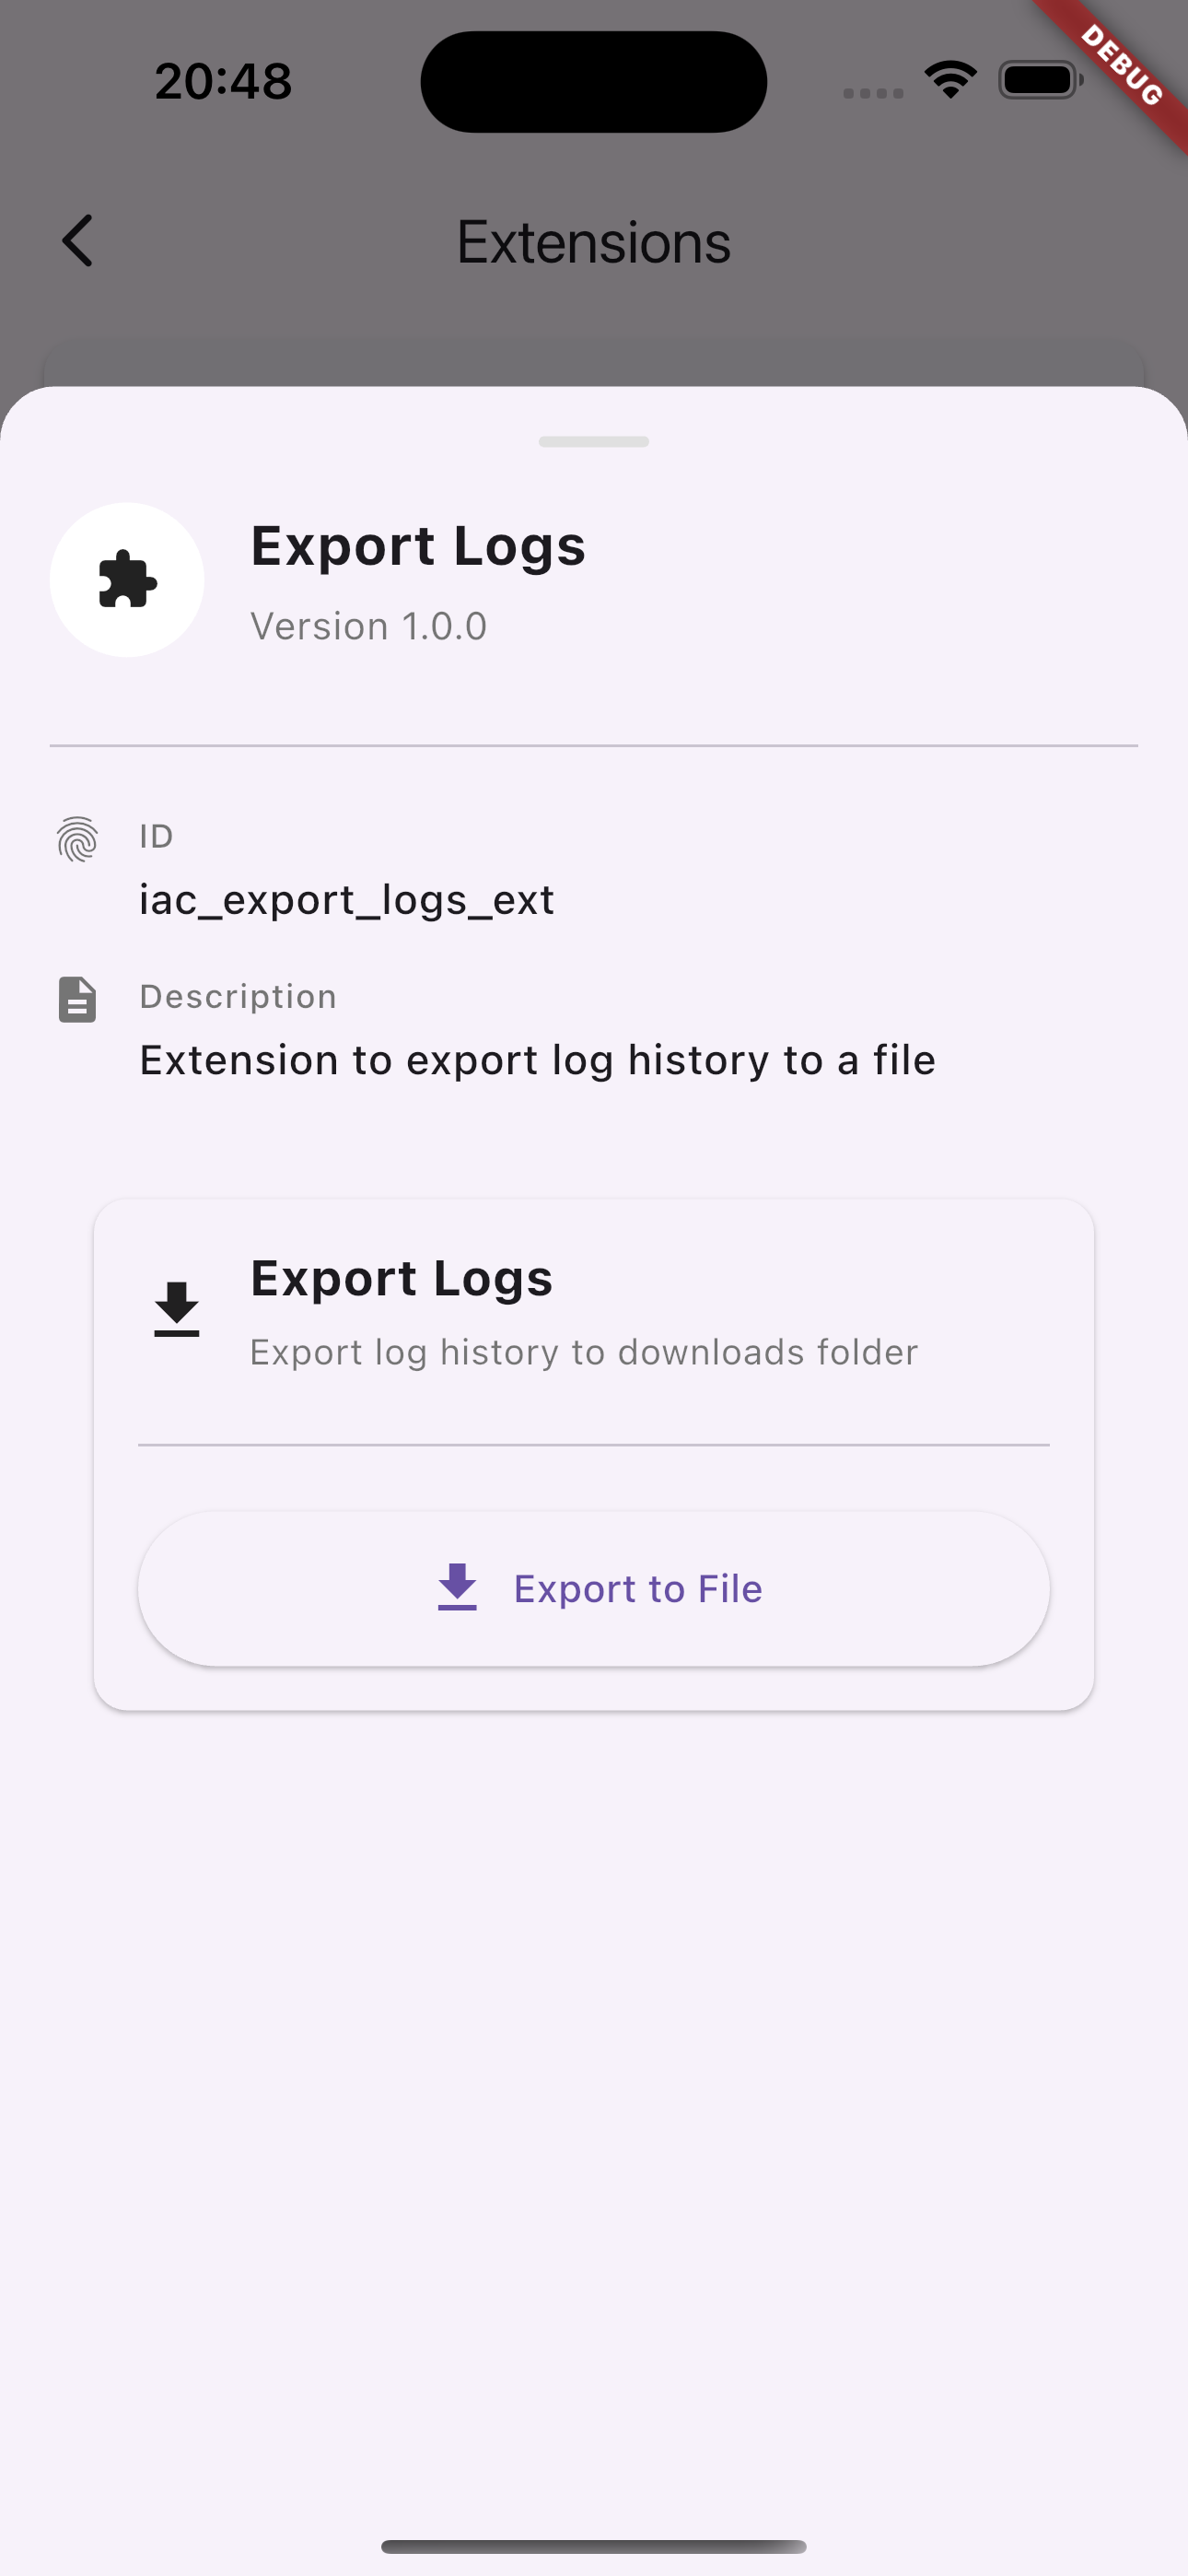 20:48
DEBUG
Extensions
Export Logs
Version 1.0.0
ID
iac_export_logs_ext
Description
Extension to export log history to a file
Export Logs
Export log history to downloads folder
Export to File